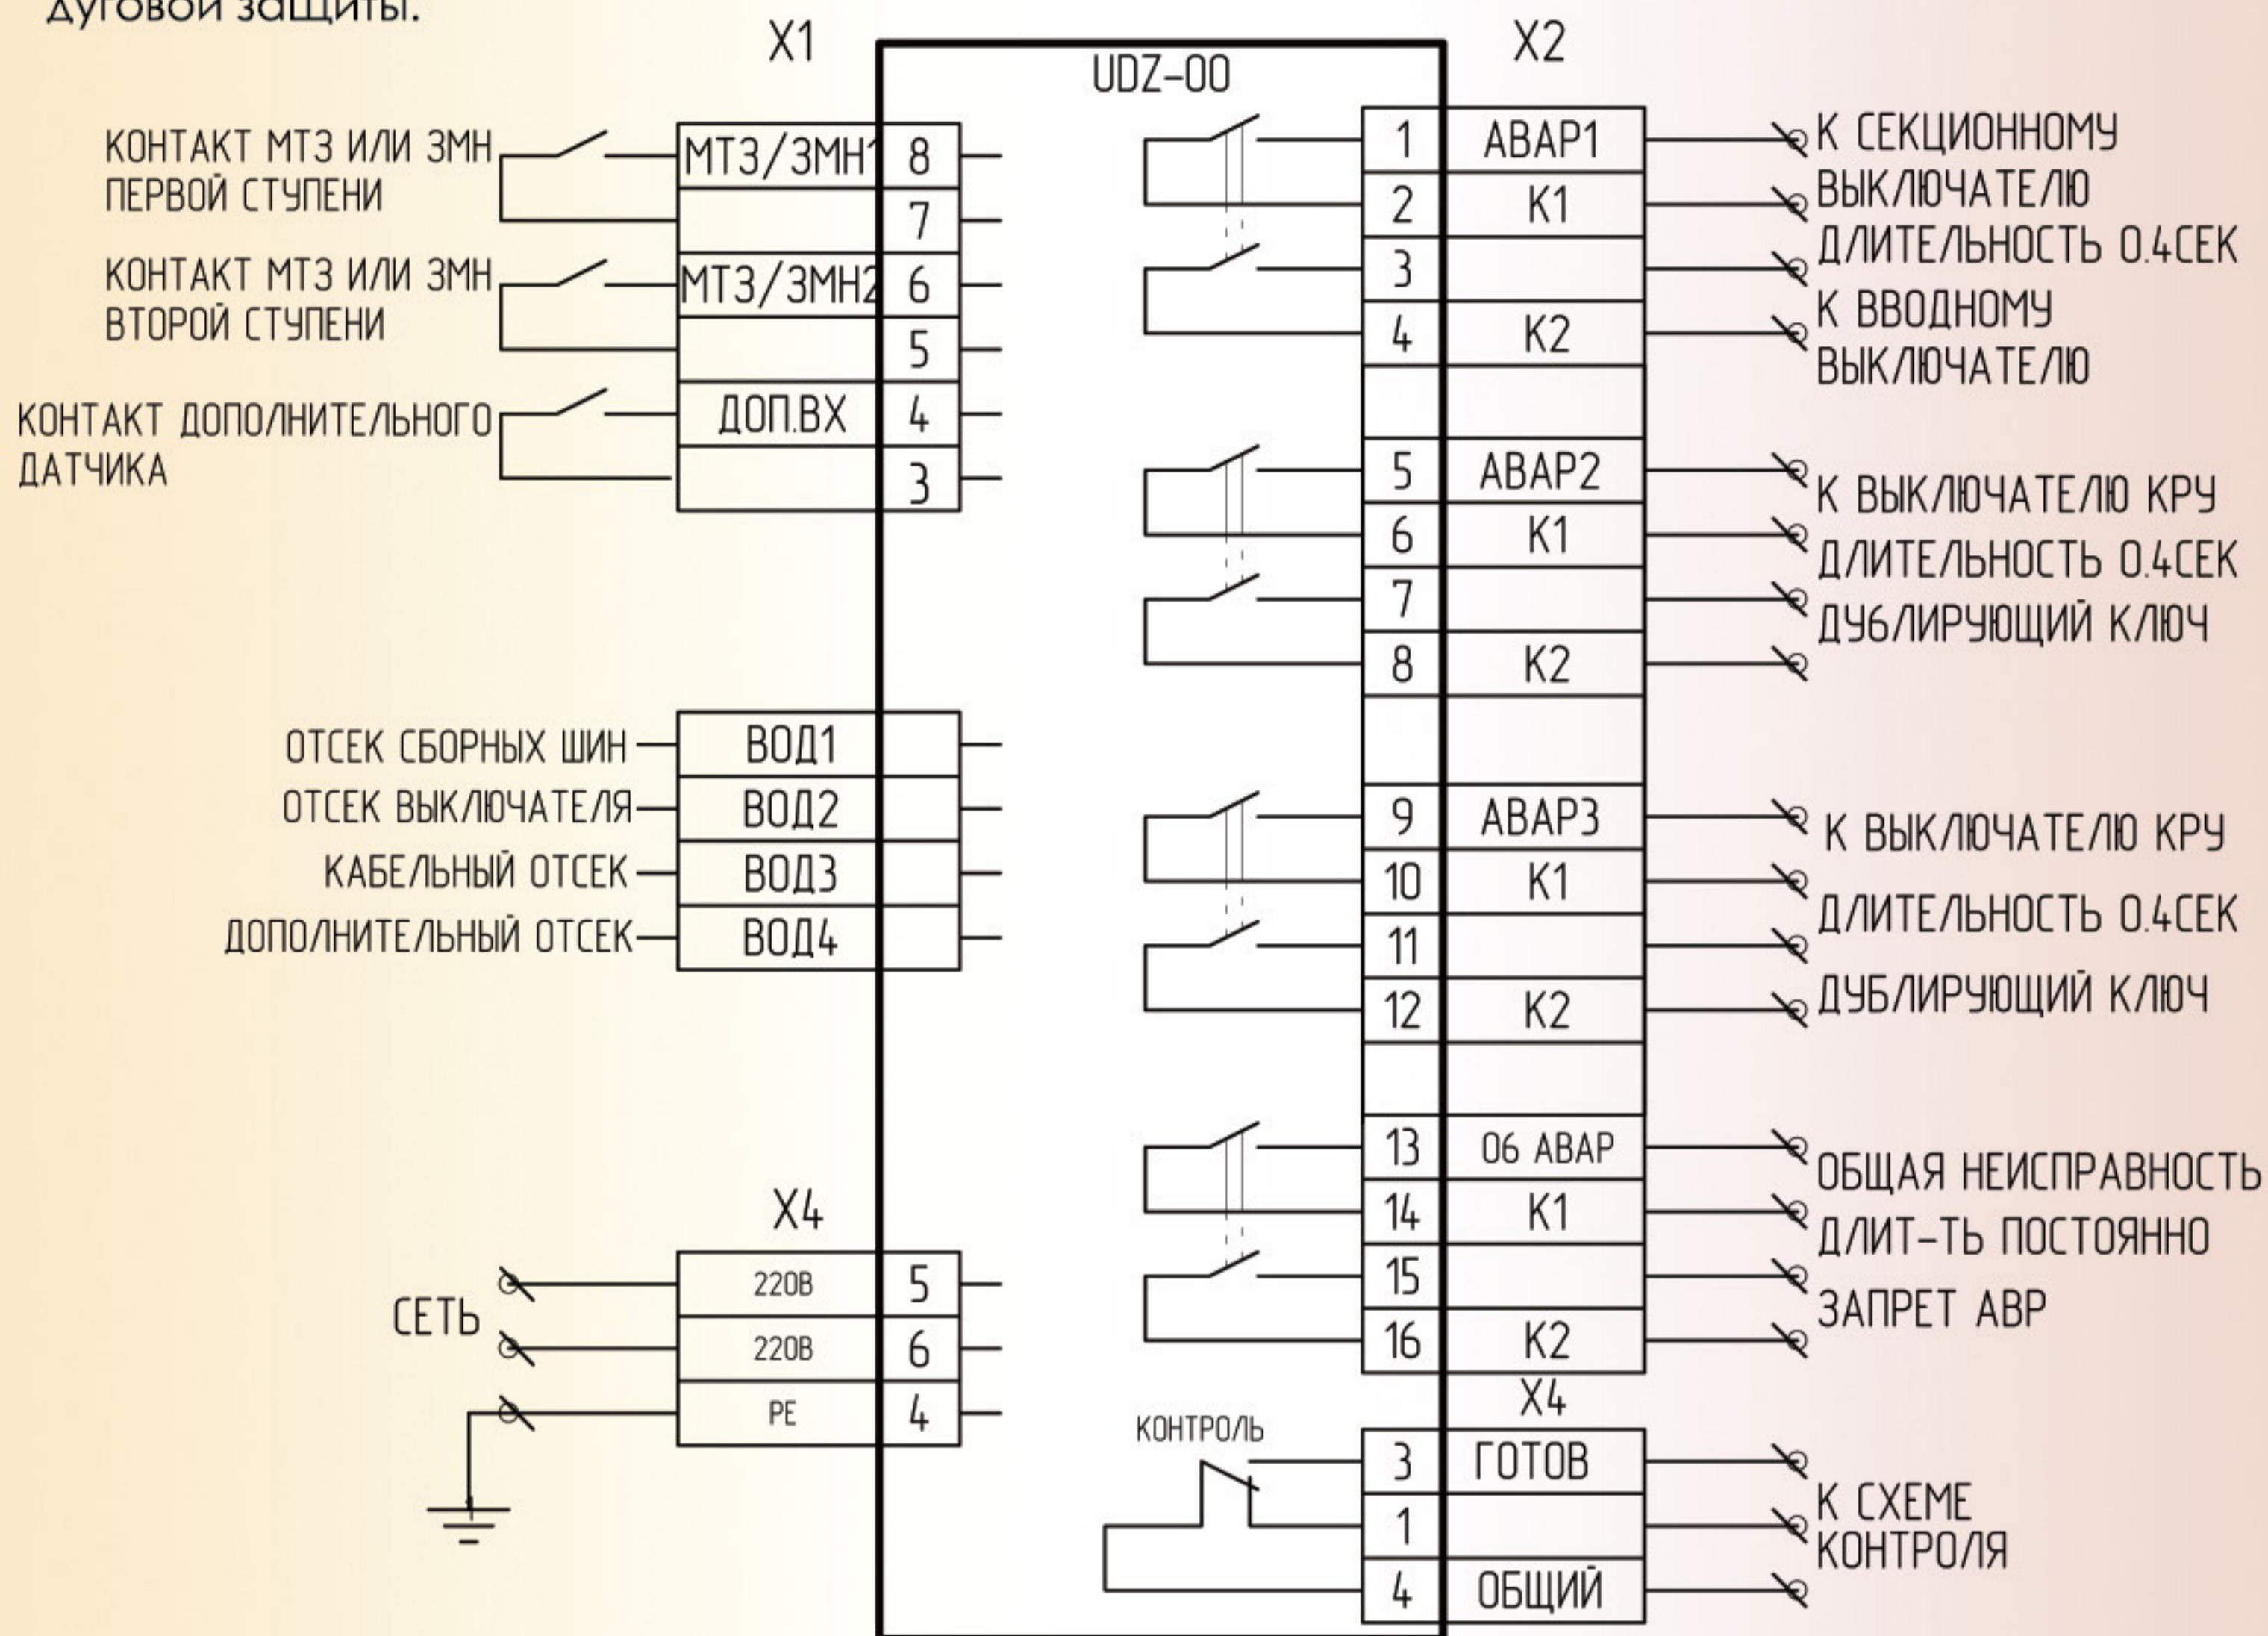 дуговой защиты.
X1
X2
UDZ-00
КОНТАКТ МТЗ ИЛИ ЗМН
ПЕРВОЙ СТУПЕНИ
МТЗ/ЗМН1
8
7
КОНТАКТ МТЗ ИЛИ ЗМН
ВТОРОЙ СТУПЕНИ
МТЗ/ЗМН2
6
5
КОНТАКТ ДОПОЛНИТЕЛЬНОГО
ДАТЧИКА
ДОП.ВХ
4
3
ОТСЕК СБОРНЫХ ШИН
ВОД1
ОТСЕК ВЫКЛЮЧАТЕЛЯ
ВОД2
КАБЕЛЬНЫЙ ОТСЕК
ВОД3
ДОПОЛНИТЕЛЬНЫЙ ОТСЕК
ВОД4
X4
СЕТЬ
220В
5
220В
6
PE
4
1
АВАР1
2
К1
3
4
К2
К СЕКЦИОННОМУ
ВЫКЛЮЧАТЕЛЮ
ДЛИТЕЛЬНОСТЬ 0.4СЕК
К ВВОДНОМУ
ВЫКЛЮЧАТЕЛЮ
5
АВАР2
6
К1
7
8
К2
К ВЫКЛЮЧАТЕЛЮ КРУ
ДЛИТЕЛЬНОСТЬ 0.4СЕК
ДУ6ЛИРУЮЩИЙ КЛЮЧ
9
АВАР3
10
К1
11
12
К2
К ВЫКЛЮЧАТЕЛЮ КРУ
ДЛИТЕЛЬНОСТЬ 0.4СЕК
ДУБЛИРУЮЩИЙ КЛЮЧ
13
О6 АВАР
14
К1
15
16
К2
ОБЩАЯ НЕИСПРАВНОСТЬ
ДЛИТ-ТЬ ПОСТОЯННО
ЗАПРЕТ АВР
X4
КОНТРОЛЬ
3
ГОТОВ
1
4
ОБЩИЙ
К СХЕМЕ
КОНТРОЛЯ